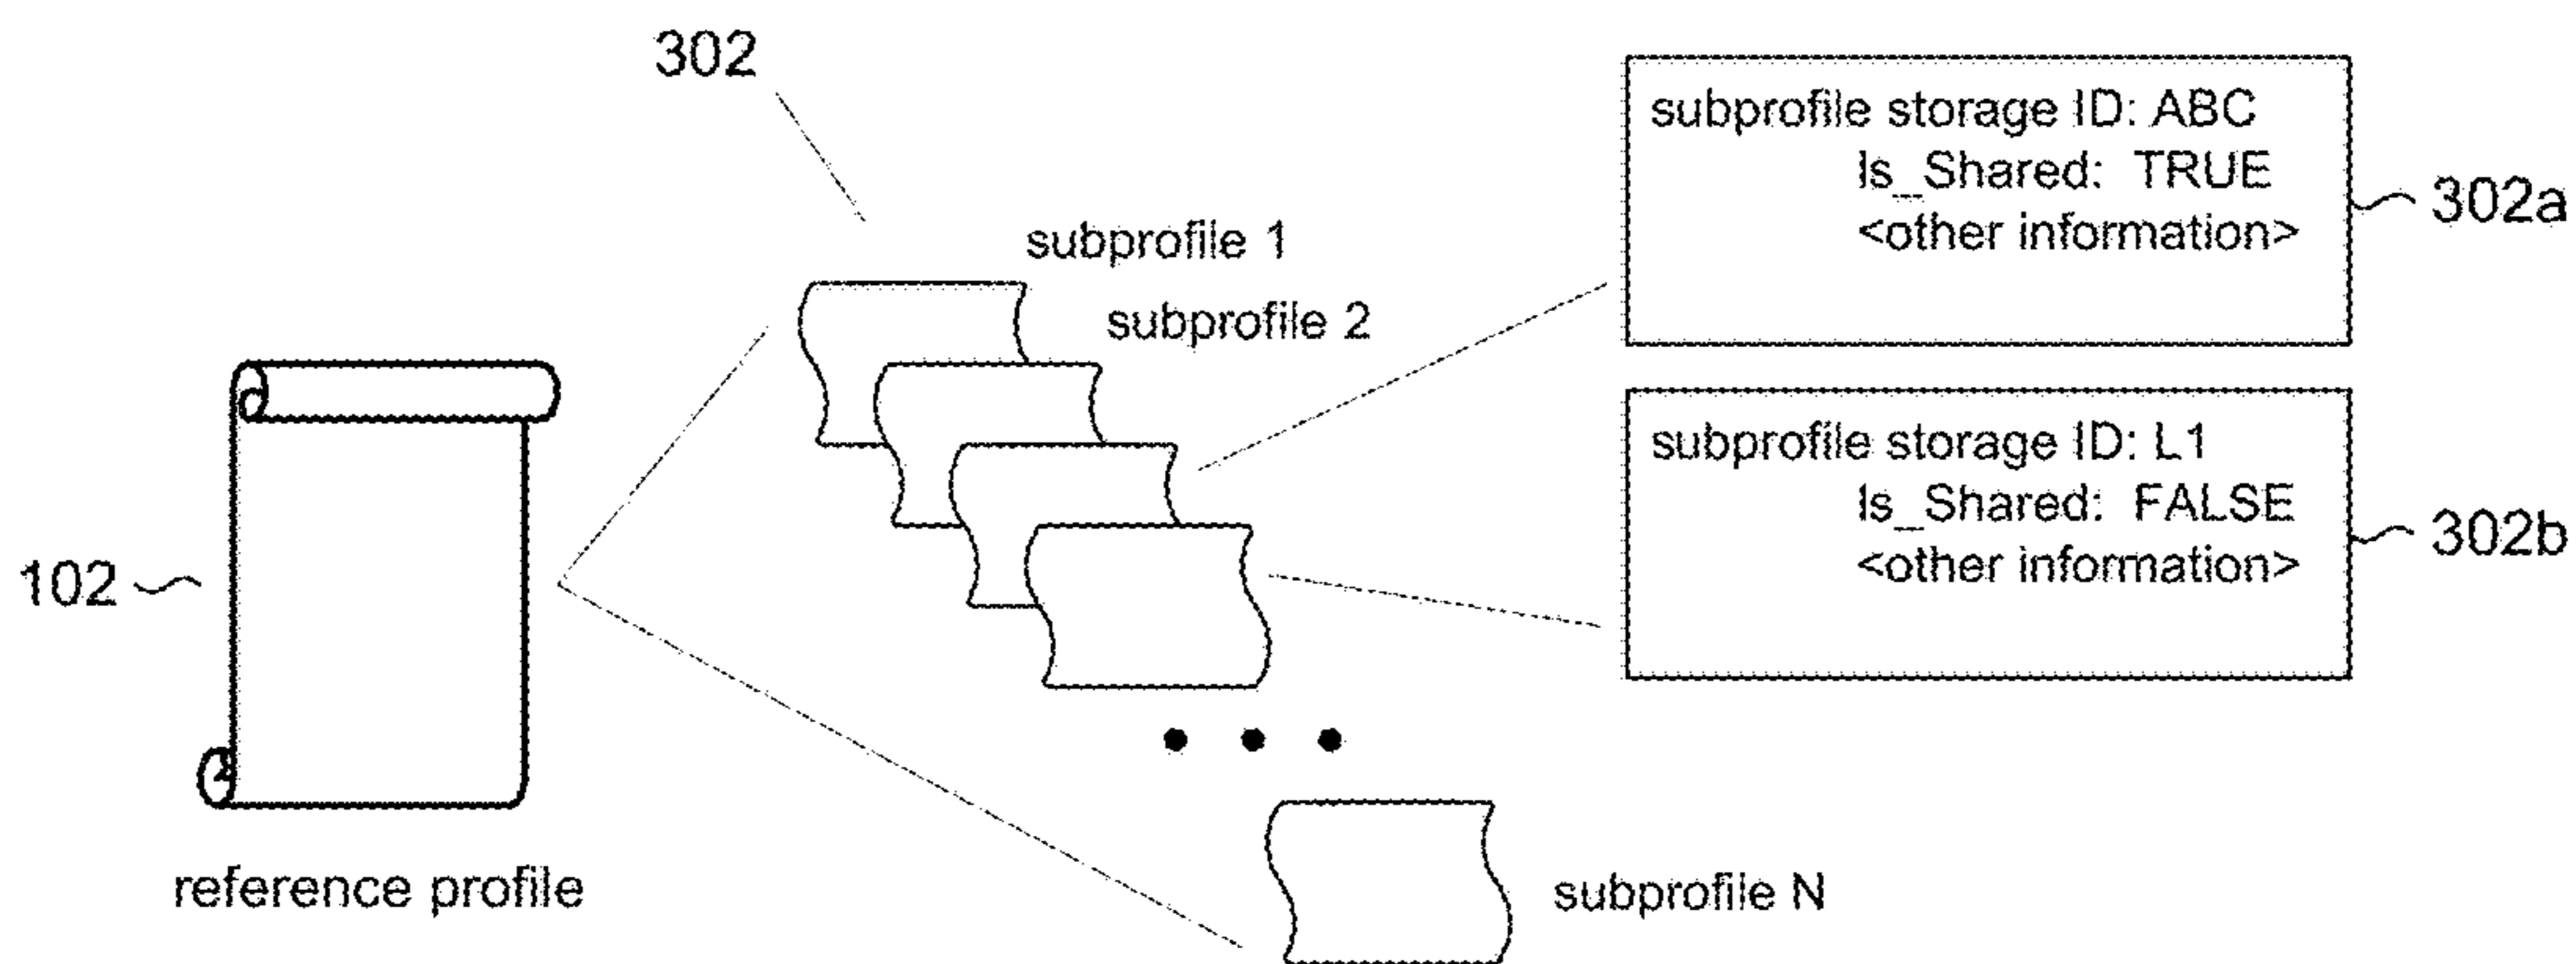 302
subprofile storage ID: ABC
Is_Shared: TRUE
<other information>
302a
subprofile 1
subprofile 2
subprofile storage ID: L1
Is_Shared: FALSE
<other information>
302b
102
reference profile
subprofile N